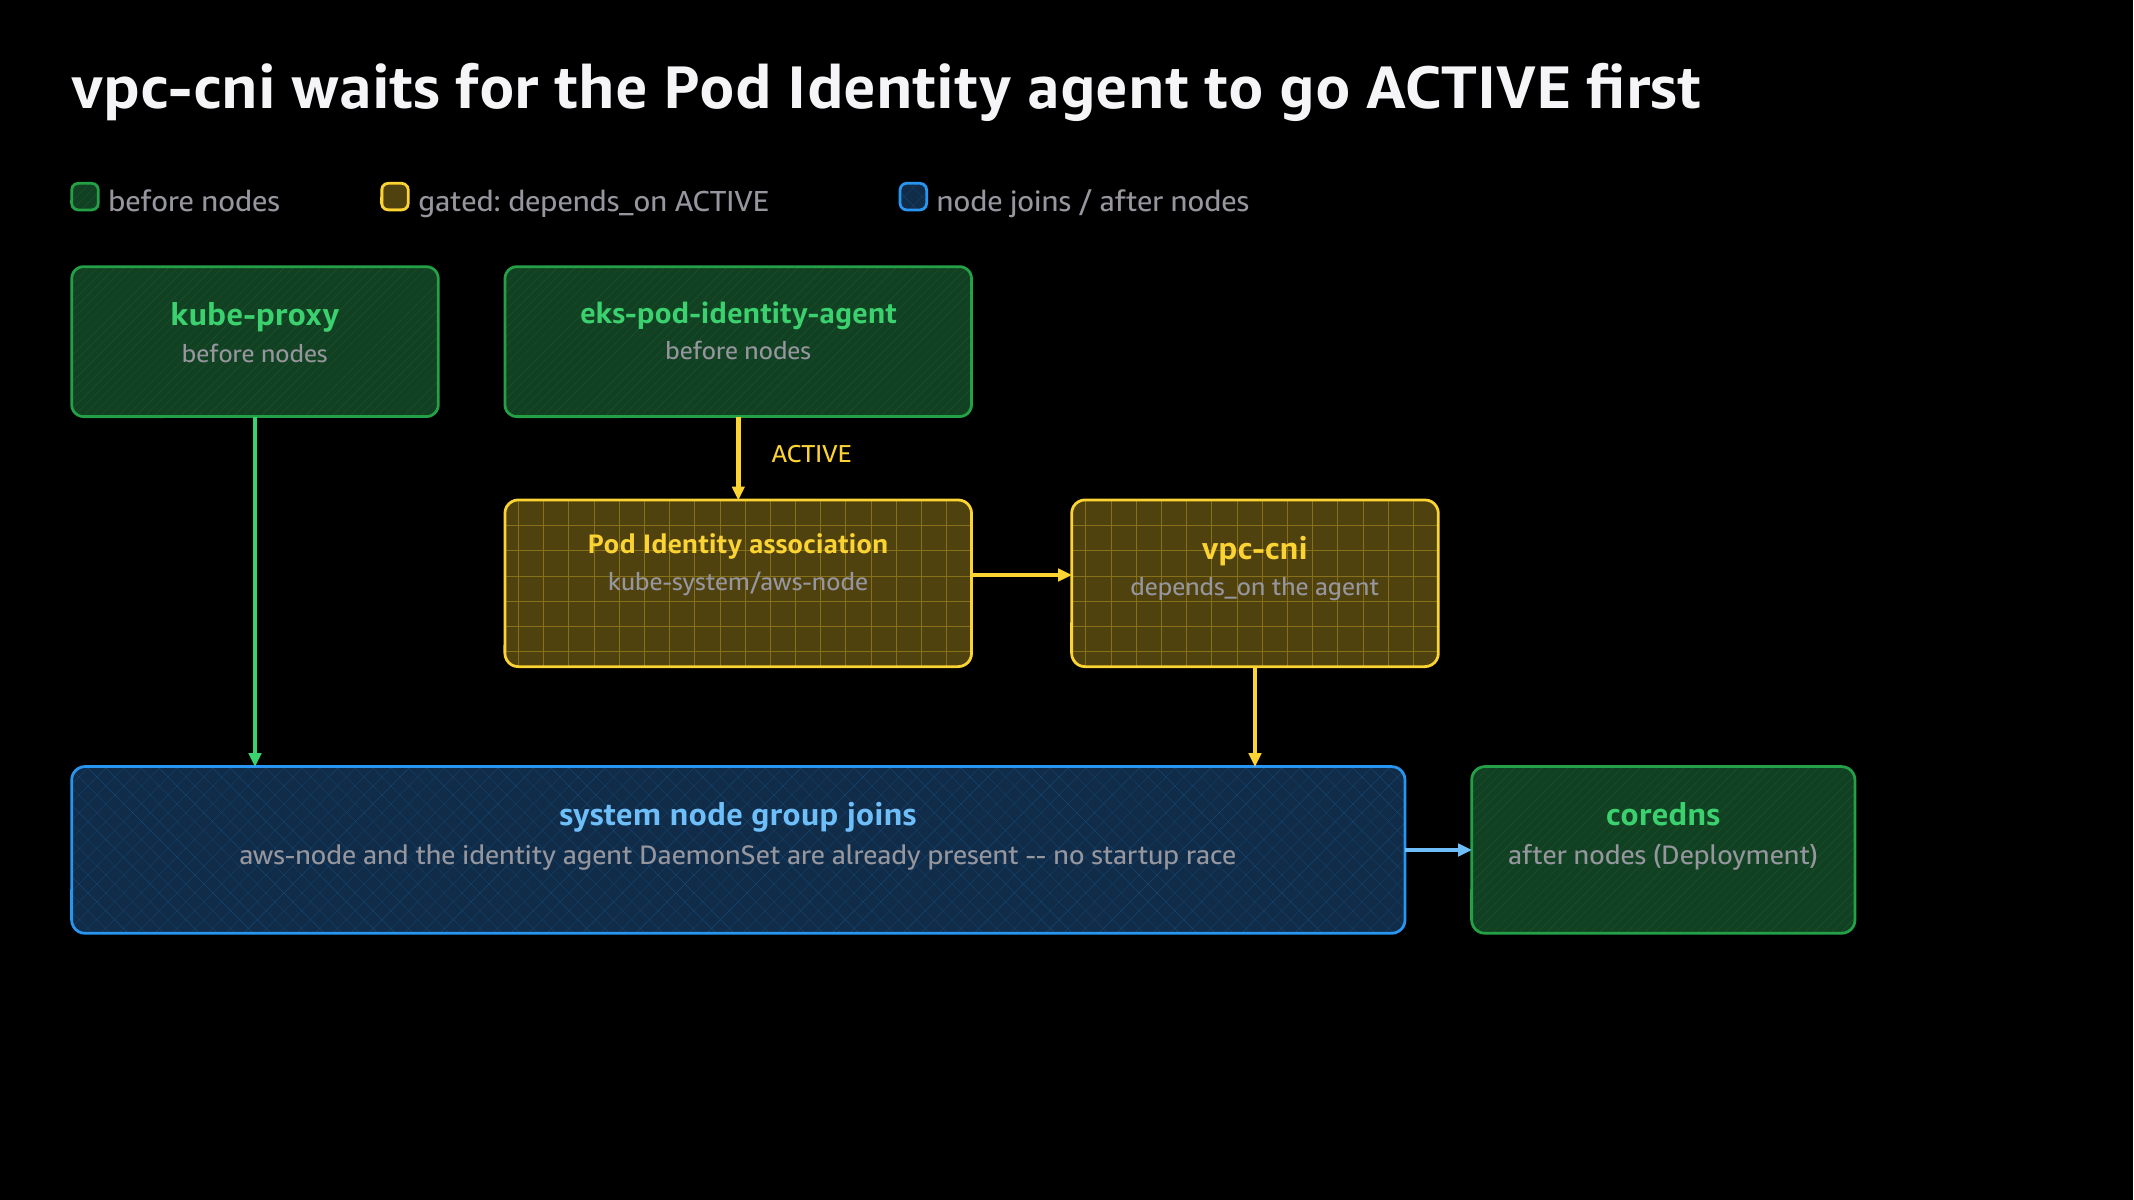 vpc-cni waits for the Pod Identity agent to go ACTIVE first
before nodes
gated: depends_on ACTIVE
node joins / after nodes
kube-proxy
before nodes
eks-pod-identity-agent
before nodes
ACTIVE
Pod Identity association
kube-system/aws-node
vpc-cni
depends_on the agent
system node group joins
aws-node and the identity agent DaemonSet are already present -- no startup race
coredns
after nodes (Deployment)